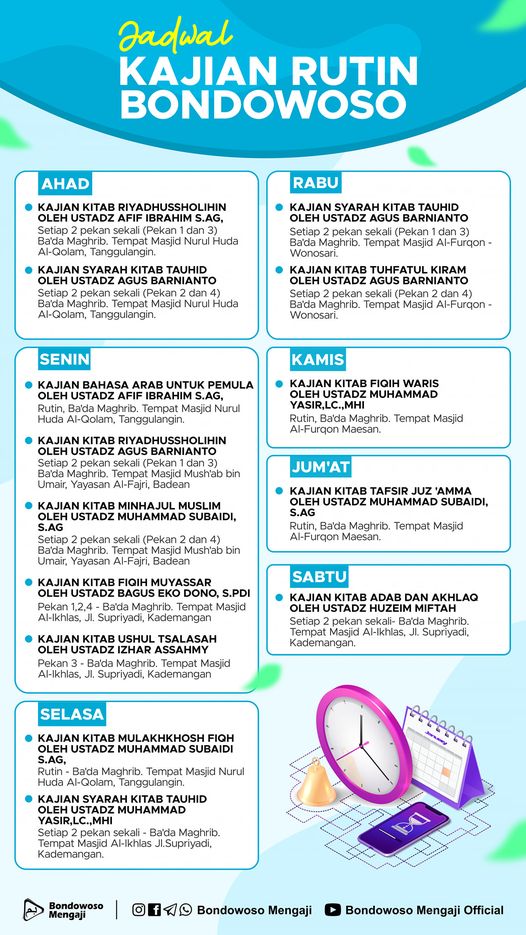 Jadwal
KAJIAN RUTIN
BONDOWOSO
AHAD
KAJIAN KITAB RIYADHUSSHOLIHIN
OLEH USTADZ AFIF IBRAHIM S.AG,
Setiap 2 pekan sekali (Pekan 1 dan 3)
Ba'da Maghrib. Tempat Masjid Nurul Huda
Al-Qolam, Tanggulangin.
KAJIAN SYARAH KITAB TAUHID
OLEH USTADZ AGUS BARNIANTO
Setiap 2 pekan sekali (Pekan 2 dan 4)
Ba'da Maghrib. Tempat Masjid Nurul Huda
Al-Qolam, Tanggulangin.
SENIN
KAJIAN BAHASA ARAB UNTUK PEMULA
OLEH USTADZ AFIF IBRAHIM S.AG,
Rutin, Ba'da Maghrib. Tempat Masjid Nurul
Huda Al-Qolam, Tanggulangin.
KAJIAN KITAB RIYADHUSSHOLIHIN
OLEH USTADZ AGUS BARNIANTO
Setiap 2 pekan sekali (Pekan 1 dan 3)
Ba'da Maghrib. Tempat Masjid Mush'ab bin
Umair, Yayasan Al-Fajri, Badean
KAJIAN KITAB MINHAJUL MUSLIM
OLEH USTADZ MUHAMMAD SUBAIDI,
S.AG
Setiap 2 pekan sekali (Pekan 2 dan 4)
Ba'da Maghrib. Tempat Masjid Mush'ab bin
Umair, Yayasan Al-Fajri, Badean
KAJIAN KITAB FIQIH MUYASSAR
OLEH USTADZ BAGUS EKO DONO, S.PDI
Pekan 1,2,4 - Ba'da Maghrib. Tempat Masjid
Al-Ikhlas, Jl. Supriyadi, Kademangan
KAJIAN KITAB USHUL TSALASAH
OLEH USTADZ IZHAR ASSAHMY
Pekan 3 - Ba'da Maghrib. Tempat Masjid
Al-Ikhlas, Jl. Supriyadi, Kademangan
SELASA
KAJIAN KITAB MULAKHKHOSH FIQH
OLEH USTADZ MUHAMMAD SUBAIDI
S.AG,
Rutin - Ba'da Maghrib. Tempat Masjid Nurul
Huda Al-Qolam, Tanggulangin.
KAJIAN SYARAH KITAB TAUHID
OLEH USTADZ MUHAMMAD
YASIR,LC.,MHI
Setiap 2 pekan sekali - Ba'da Maghrib.
Tempat Masjid Al-Ikhlas Jl.Supriyadi,
Kademangan.
RABU
KAJIAN SYARAH KITAB TAUHID
OLEH USTADZ AGUS BARNIANTO
Setiap 2 pekan sekali (Pekan 1 dan 3)
Ba'da Maghrib. Tempat Masjid Al-Furqon -
Wonosari.
KAJIAN KITAB TUHFATUL KIRAM
OLEH USTADZ AGUS BARNIANTO
Setiap 2 pekan sekali (Pekan 2 dan 4)
Ba'da Maghrib. Tempat Masjid Al-Furqon -
Wonosari.
KAMIS
KAJIAN KITAB FIQIH WARIS
OLEH USTADZ MUHAMMAD
YASIR,LC.,MHI
Rutin, Ba'da Maghrib. Tempat Masjid
Al-Furqon Maesan.
JUM'AT
KAJIAN KITAB TAFSIR JUZ 'AMMA
OLEH USTADZ MUHAMMAD SUBAIDI,
S.AG
Rutin, Ba'da Maghrib. Tempat Masjid
Al-Furqon Maesan.
SABTU
KAJIAN KITAB ADAB DAN AKHLAQ
OLEH USTADZ HUZEIM MIFTAH
Setiap 2 pekan sekali- Ba'da Maghrib.
Tempat Masjid Al-Ikhlas, Jl. Supriyadi,
Kademangan.
January
Bondowoso
Mengaji
Bondowoso Mengaji
Bondowoso Mengaji Official